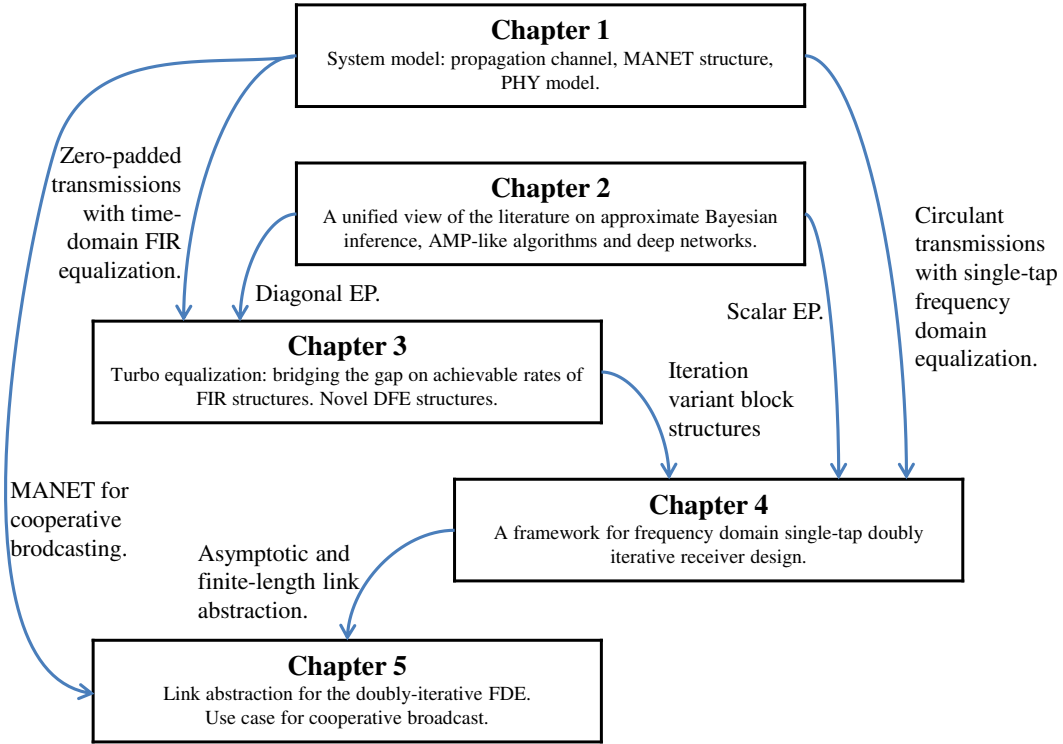 Chapter 1
System model: propagation channel, MANET structure,
PHY model.
Zero-padded
transmissions
with time-
domain FIR
equalization.
Chapter 2
A unified view of the literature on approximate Bayesian
inference, AMP-like algorithms and deep networks.
Circulant
transmissions
with single-tap
frequency
domain
equalization.
Diagonal EP.
Scalar EP.
Chapter 3
Turbo equalization: bridging the gap on achievable rates of
FIR structures. Novel DFE structures.
Iteration
variant block
structures
MANET for
cooperative
brodcasting.
Chapter 4
A framework for frequency domain single-tap doubly
iterative receiver design.
Asymptotic and
finite-length link
abstraction.
Chapter 5
Link abstraction for the doubly-iterative FDE.
Use case for cooperative broadcast.